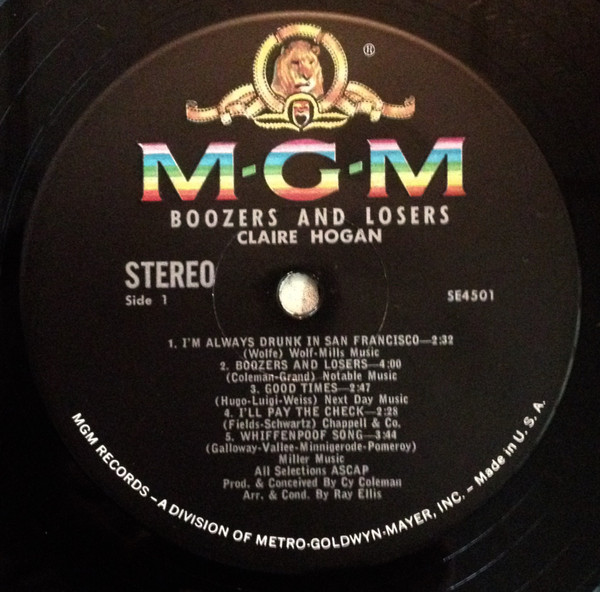 ®
M-G-M
BOOZERS AND LOSERS
CLAIRE HOGAN
STEREO
Side 1
SE4501
1. I'M ALWAYS DRUNK IN SAN FRANCISCO—2:32
(Wolfe) Wolf-Mills Music
2. BOOZERS AND LOSERS—4:00
(Coleman-Grand) Notable Music
3. GOOD TIMES—2:47
(Hugo-Luigi-Weiss) Next Day Music
4. I'LL PAY THE CHECK—2:28
(Fields-Schwartz) Chappell & Co.
5. WHIFFENPOOF SONG—3:44
(Galloway-Vallee-Minnigerode-Pomeroy)
Miller Music
All Selections ASCAP
Prod. & Conceived By Cy Coleman
Arr. & Cond. By Ray Ellis
MGM RECORDS – A DIVISION OF METRO-GOLDWYN-MAYER, INC. – Made in U. S. A.